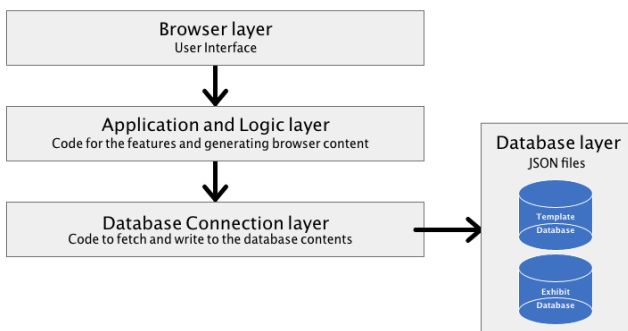 Browser layer
User Interface
Application and Logic layer
Code for the features and generating browser content
Database Connection layer
Code to fetch and write to the database contents
Database layer
JSON files
Template
Database
Exhibit
Database